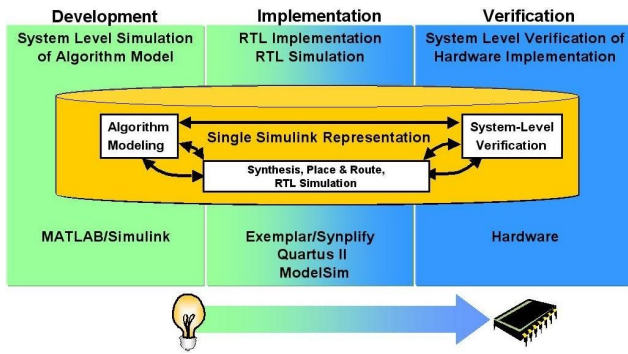 Development
Implementation
Verification
System Level Simulation
of Algorithm Model
RTL Implementation
RTL Simulation
System Level Verification of
Hardware Implementation
Algorithm
Modeling
Single Simulink Representation
System-Level
Verification
Synthesis, Place & Route,
RTL Simulation
MATLAB/Simulink
Exemplar/Synplify
Quartus II
ModelSim
Hardware